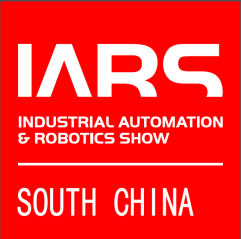 IARS
INDUSTRIAL AUTOMATION
& ROBOTICS SHOW
SOUTH CHINA